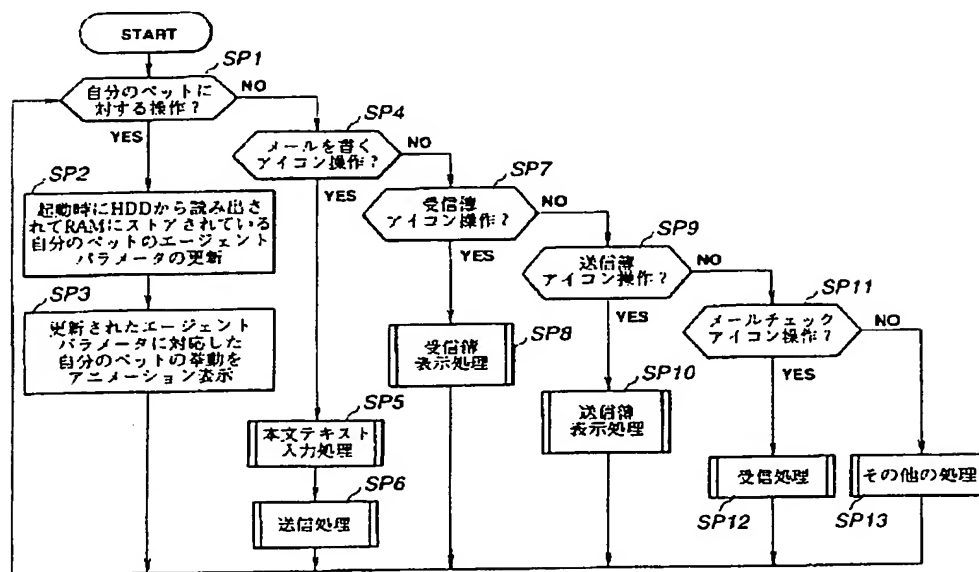 START
SP1
自分のペットに
対する操作？
NO
YES
SP4
メールを書く
アイコン操作？
NO
YES
SP2
起動時にHDDから読み出さ
れてRAMにストアされている
自分のペットのエージェント
パラメータの更新
SP7
受信簿
アイコン操作？
NO
YES
SP9
送信簿
アイコン操作？
NO
YES
SP3
更新されたエージェント
パラメータに対応した
自分のペットの挙動を
アニメーション表示
SP8
受信簿
表示処理
SP11
メールチェック
アイコン操作？
NO
YES
SP10
送信簿
表示処理
SP5
本文テキスト
入力処理
SP6
送信処理
受信処理
SP12
その他の処理
SP13